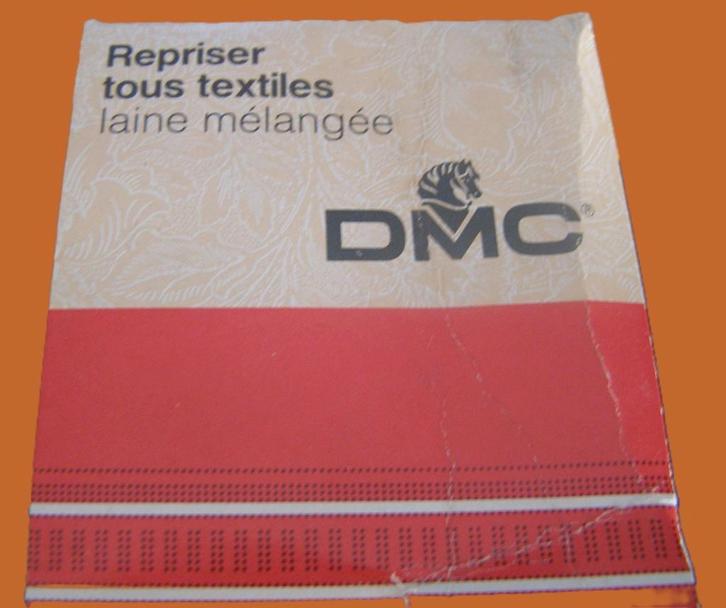 Repriser
tous textiles
laine mélangée
DMC®